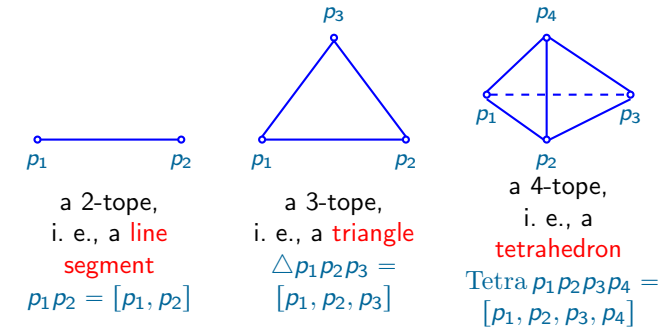 p₃
p₄
p₁ p₂
p₁ p₂
p₁ p₃
p₂
a 2-tope,
i. e., a line
segment
p₁p₂ = [p₁, p₂]
a 3-tope,
i. e., a triangle
△p₁p₂p₃ =
[p₁, p₂, p₃]
a 4-tope,
i. e., a
tetrahedron
Tetra p₁p₂p₃p₄ =
[p₁, p₂, p₃, p₄]